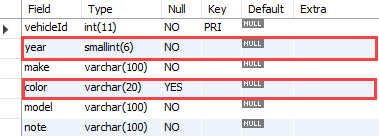 Field Type Null Key Default Extra
vehicleId int(11) NO PRI NULL
year smallint(6) NO NULL
make varchar(100) NO NULL
color varchar(20) YES NULL
model varchar(100) NO NULL
note varchar(100) NO NULL